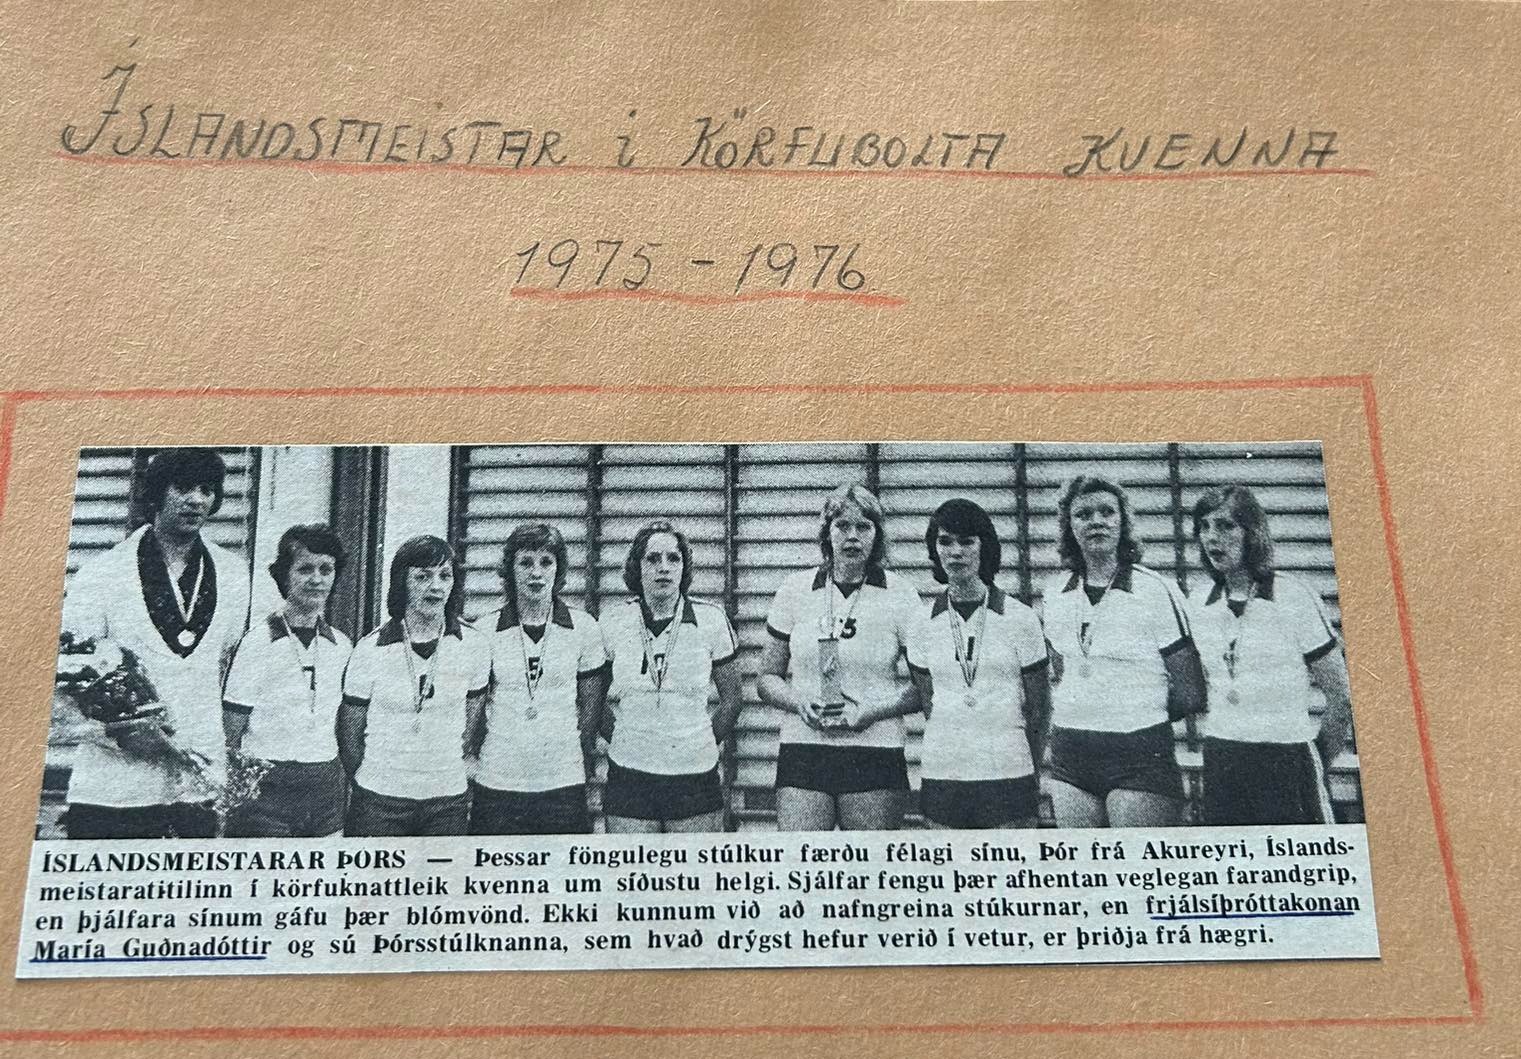 ÍSLANDSMEISTAR í KÖRFUBOLTA KVENNA
1975 - 1976
ÍSLANDSMEISTARAR ÞÓRS — Þessar föngulegu stúlkur færðu félagi sínu, Þór frá Akureyri, Íslands-
meistaratitilinn í körfuknattleik kvenna um síðustu helgi. Sjálfar fengu þær afhentan veglegan farandgrip,
en þjálfara sínum gáfu þær blómvönd. Ekki kunnum við að nafngreina stúkurnar, en frjálsíþróttakonan
María Guðnadóttir og sú Þórsstúlknanna, sem hvað drýgst hefur verið í vetur, er þriðja frá hægri.